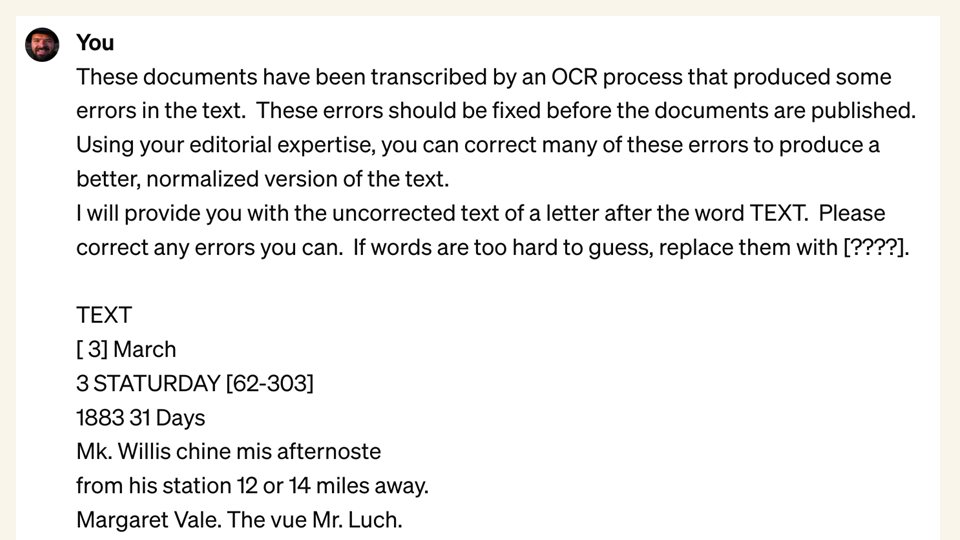 You
These documents have been transcribed by an OCR process that produced some
errors in the text.  These errors should be fixed before the documents are published.
Using your editorial expertise, you can correct many of these errors to produce a
better, normalized version of the text.
I will provide you with the uncorrected text of a letter after the word TEXT.  Please
correct any errors you can.  If words are too hard to guess, replace them with [????].

TEXT
[ 3] March
3 STATURDAY [62-303]
1883 31 Days
Mk. Willis chine mis afternoste
from his station 12 or 14 miles away.
Margaret Vale. The vue Mr. Luch.